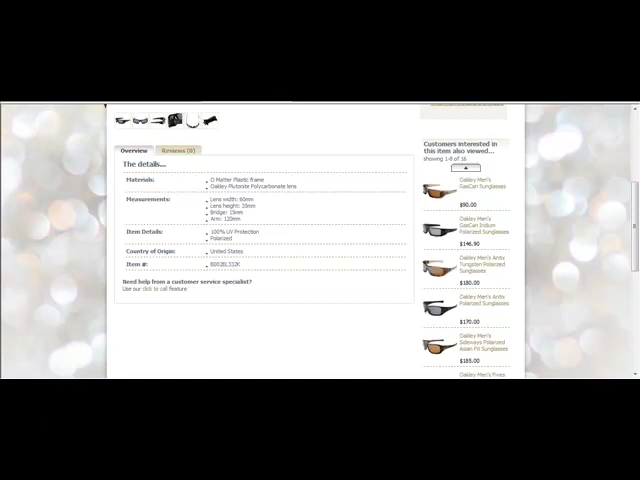 Customers interested in
this item also viewed...
showing 1-8 of 16
Overview
Reviews (0)
The details...
Materials:
O Matter Plastic frame
Oakley Plutonite Polycarbonate lens
Measurements:
Lens width: 60mm
Lens height: 35mm
Bridge: 15mm
Arm: 120mm
Item Details:
100% UV Protection
Polarized
Country of Origin:
United States
Item #:
Need help from a customer service specialist?
Use our click to call feature
Oakley Men's
GasCan Sunglasses
$90.00
Oakley Men's
GasCan Iridium
Polarized Sunglasses
$146.90
Oakley Men's Antix
Tungsten Polarized
Sunglasses
$180.00
Oakley Men's Antix
Polarized Sunglasses
$170.00
Oakley Men's
Sideways Polarized
Asian Fit Sunglasses
$185.00
Oakley Men's Fives